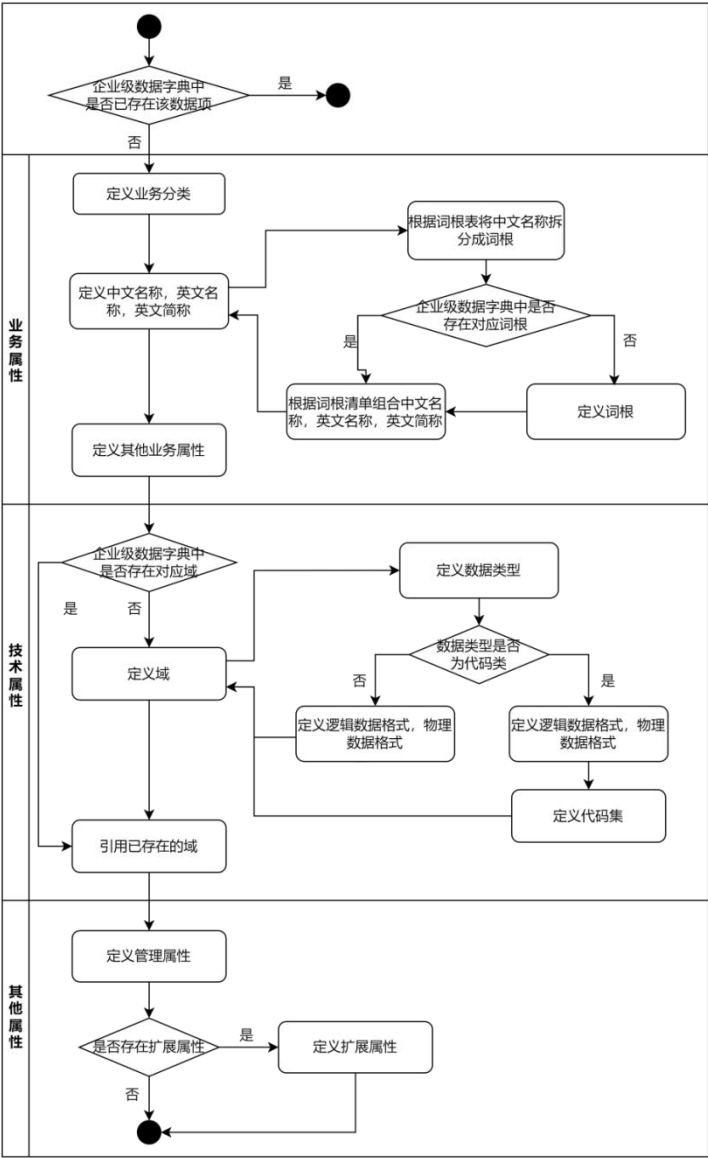 企业级数据字典中
是否已存在该数据项
是
否
业务属性
定义业务分类
定义中文名称，英文名
称，英文简称
根据词根表将中文名称拆
分成词根
企业级数据字典中是否
存在对应词根
是
否
根据词根清单组合中文名
称，英文名称，英文简称
定义词根
定义其他业务属性
技术属性
企业级数据字典中
是否存在对应域
是
否
定义域
定义数据类型
数据类型是否
为代码类
否
是
定义逻辑数据格式，物理
数据格式
定义逻辑数据格式，物理
数据格式
定义代码集
引用已存在的域
其他属性
定义管理属性
是否存在扩展属性
是
定义扩展属性
否